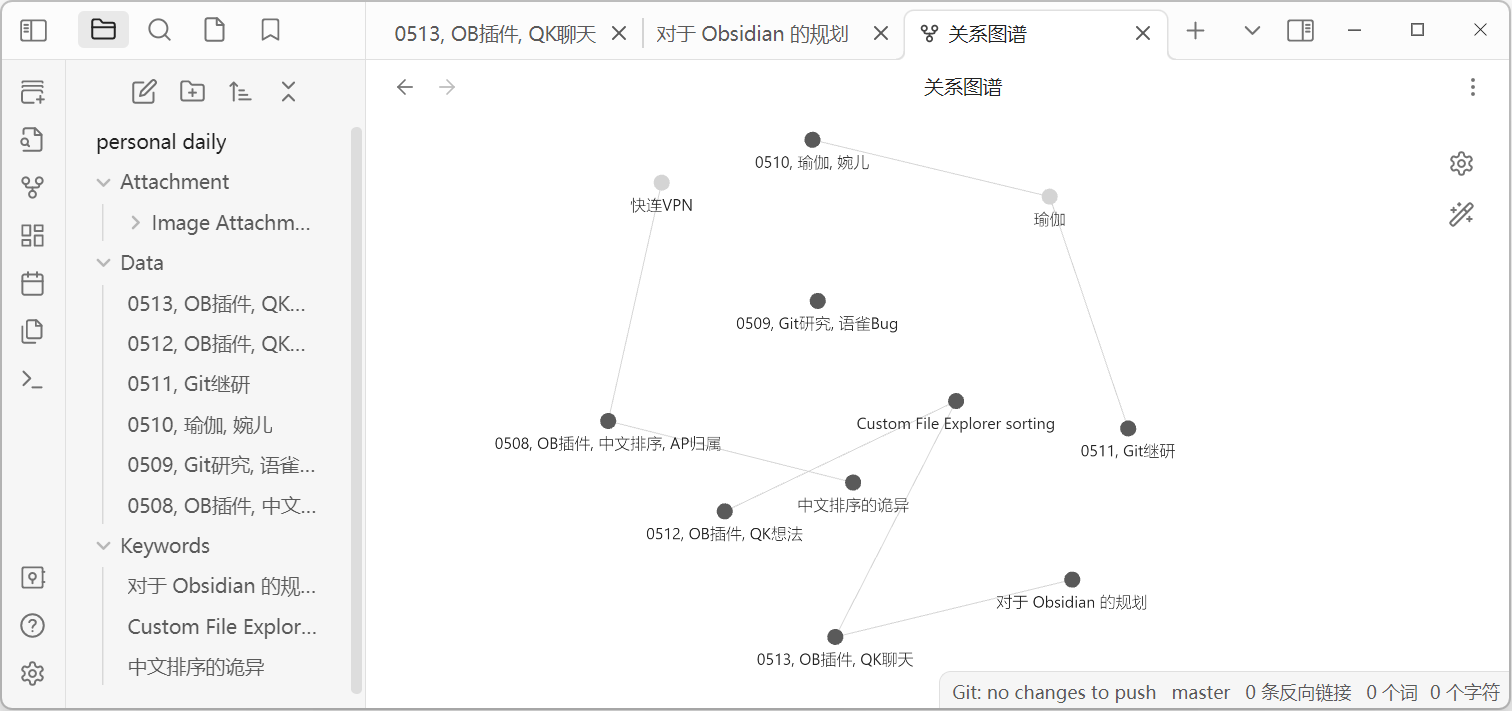 0513, OB插件, QK聊天
对于 Obsidian 的规划
关系图谱
关系图谱
personal daily
Attachment
Image Attachm...
Data
0513, OB插件, QK...
0512, OB插件, QK...
0511, Git继研
0510, 瑜伽, 婉儿
0509, Git研究, 语雀...
0508, OB插件, 中文...
Keywords
对于 Obsidian 的规...
Custom File Explor...
中文排序的诡异
0510, 瑜伽, 婉儿
快连VPN
瑜伽
0509, Git研究, 语雀Bug
Custom File Explorer sorting
0508, OB插件, 中文排序, AP归属
0511, Git继研
中文排序的诡异
0512, OB插件, QK想法
对于 Obsidian 的规划
0513, OB插件, QK聊天
Git: no changes to push master 0 条反向链接 0 个词 0 个字符